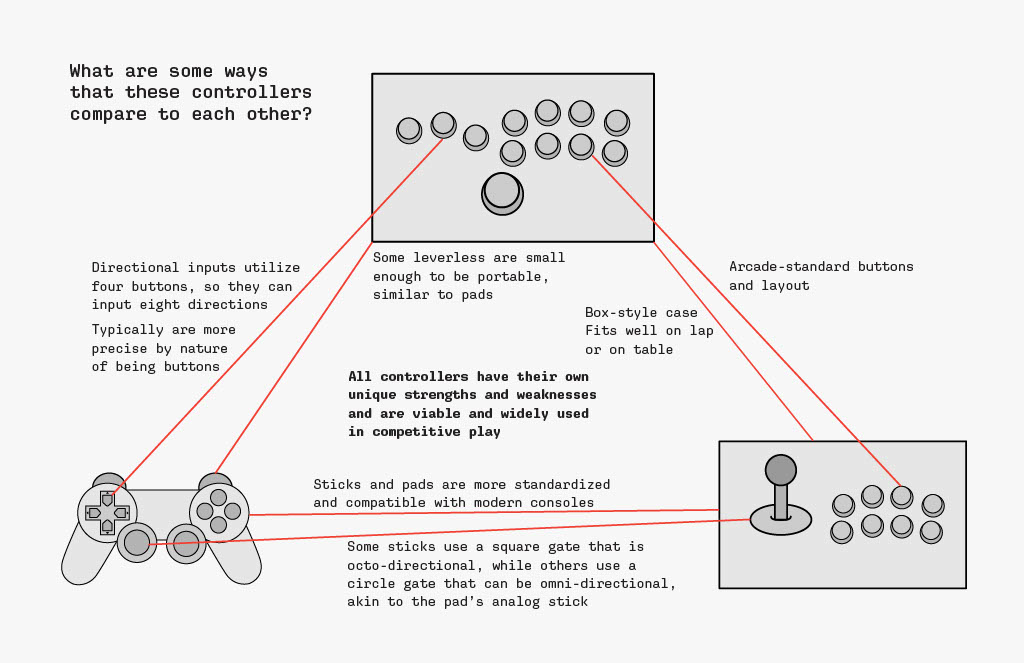 What are some ways
that these controllers
compare to each other?
Directional inputs utilize
four buttons, so they can
input eight directions
Typically are more
precise by nature
of being buttons
Some leverless are small
enough to be portable,
similar to pads
Arcade-standard buttons
and layout
Box-style case
Fits well on lap
or on table
All controllers have their own
unique strengths and weaknesses
and are viable and widely used
in competitive play
Sticks and pads are more standardized
and compatible with modern consoles
Some sticks use a square gate that is
octo-directional, while others use a
circle gate that can be omni-directional,
akin to the pad's analog stick